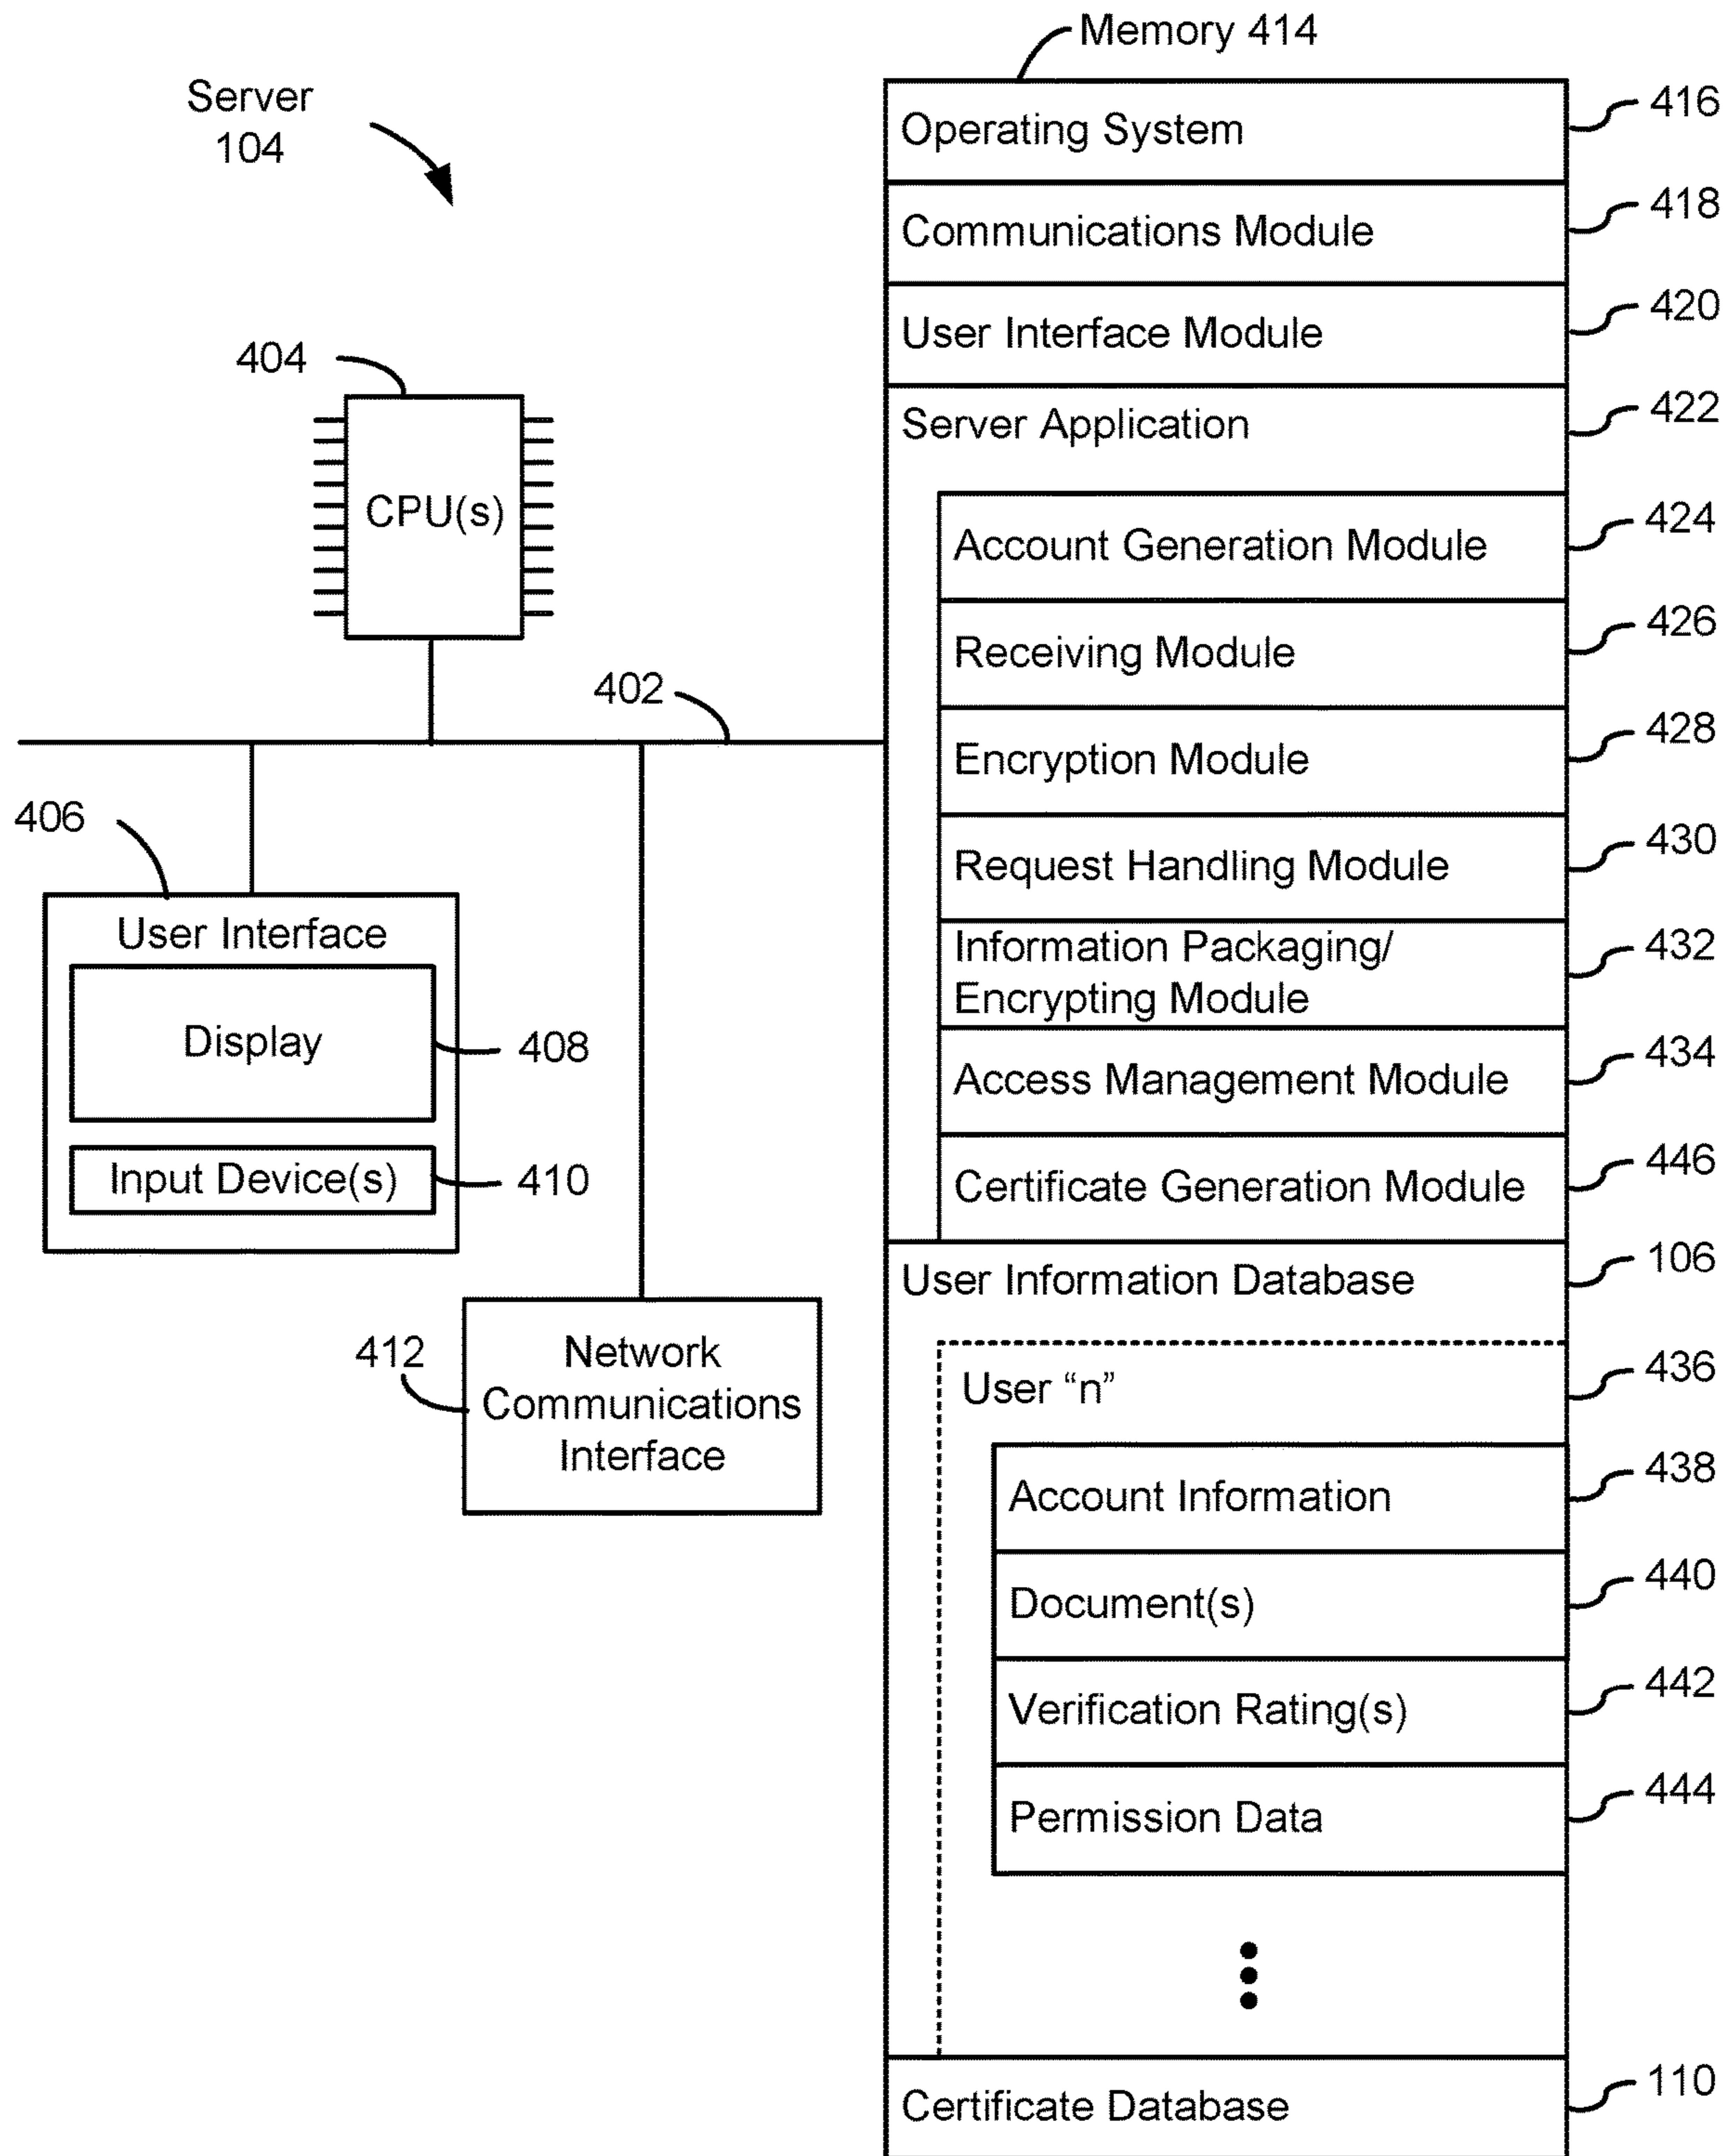 Memory 414
Server
104
Operating System
416
Communications Module
418
User Interface Module
420
Server Application
422
Account Generation Module
424
Receiving Module
426
Encryption Module
428
Request Handling Module
430
Information Packaging/
Encrypting Module
432
Access Management Module
434
Certificate Generation Module
446
User Information Database
106
User “n”
436
Account Information
438
Document(s)
440
Verification Rating(s)
442
Permission Data
444
Certificate Database
110
404
CPU(s)
402
406
User Interface
Display
408
Input Device(s)
410
412
Network
Communications
Interface